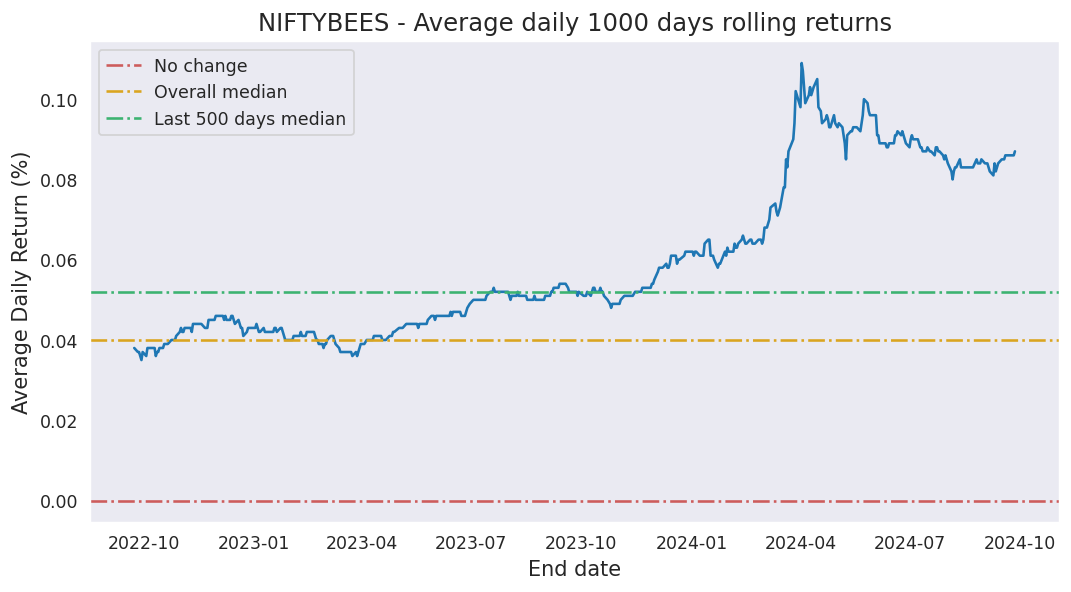 NIFTYBEES - Average daily 1000 days rolling returns
No change
Overall median
Last 500 days median
Average Daily Return (%)
0.10
0.08
0.06
0.04
0.02
0.00
2022-10 2023-01 2023-04 2023-07 2023-10 2024-01 2024-04 2024-07 2024-10
End date